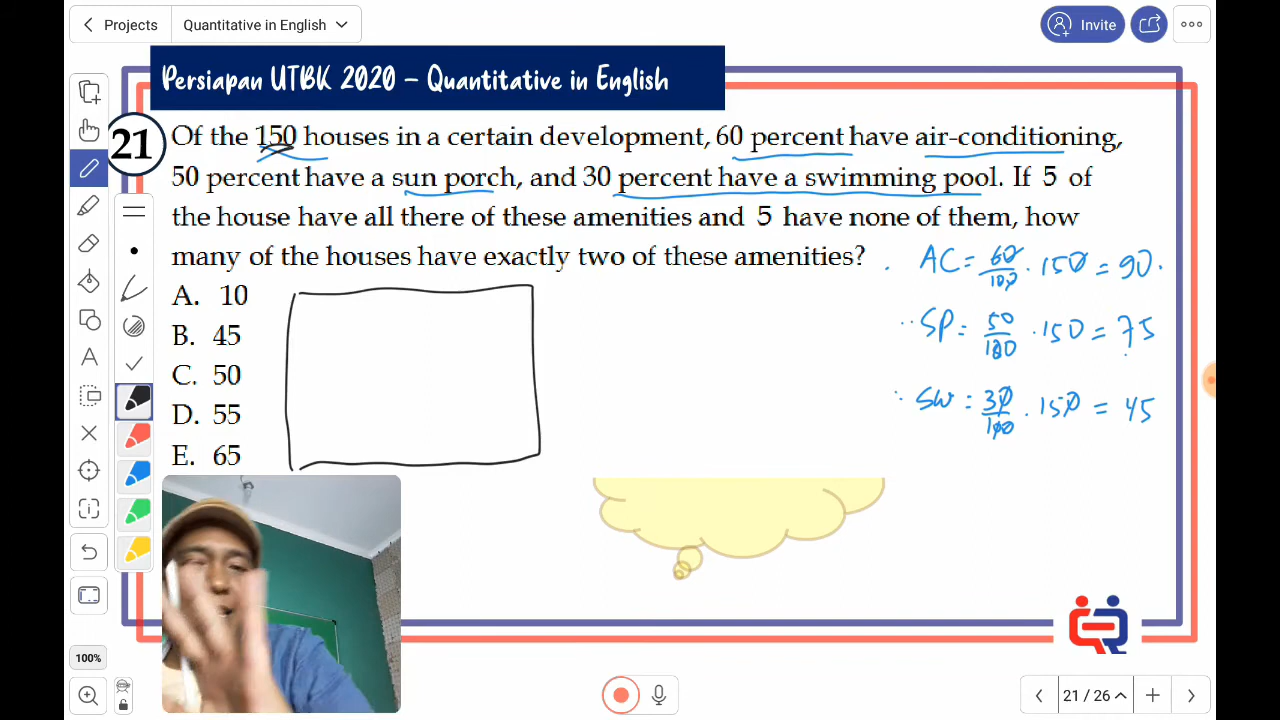 Projects
Quantitative in English
Invite
Persiapan UTBK 2020 – Quantitative in English
21
Of the 150 houses in a certain development, 60 percent have air-conditioning,
50 percent have a sun porch, and 30 percent have a swimming pool. If 5 of
the house have all there of these amenities and 5 have none of them, how
many of the houses have exactly two of these amenities?
A. 10
B. 45
C. 50
D. 55
E. 65
AC = 60/100 · 150 = 90.
SP = 50/100 · 150 = 75
SW = 30/100 · 150 = 45
100%
21 / 26